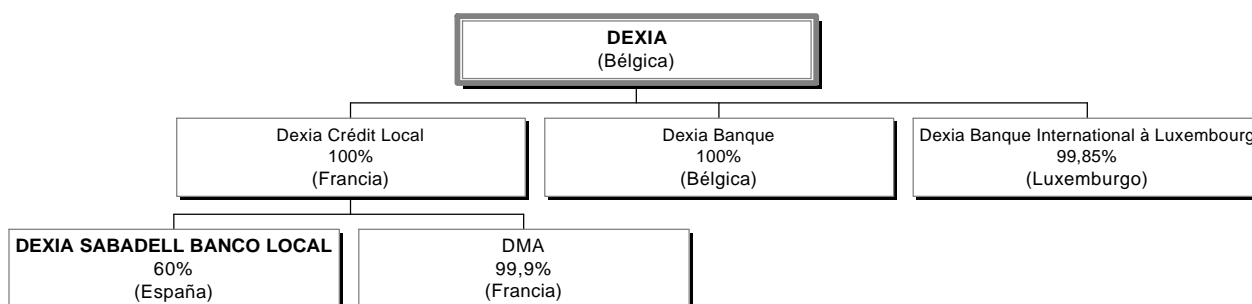 DEXIA
(Bélgica)
Dexia Crédit Local
100%
(Francia)
Dexia Banque
100%
(Bélgica)
Dexia Banque International à Luxembourg
99,85%
(Luxemburgo)
DEXIA SABADELL BANCO LOCAL
60%
(España)
DMA
99,9%
(Francia)